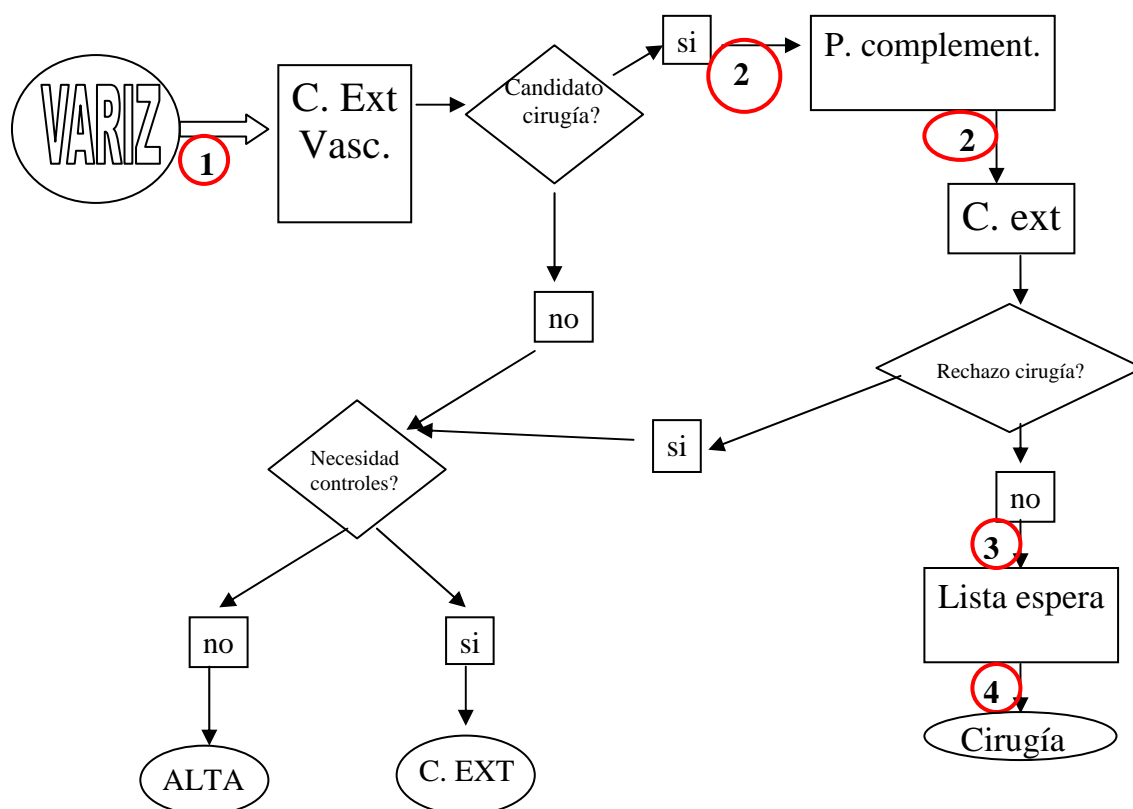 VARIZ
1
C. Ext
Vasc.
Candidato
cirugía?
si
2
P. complement.
2
C. ext
no
Rechazo cirugía?
si
Necesidad
controles?
no
3
Lista espera
no
si
4
Cirugía
ALTA
C. EXT